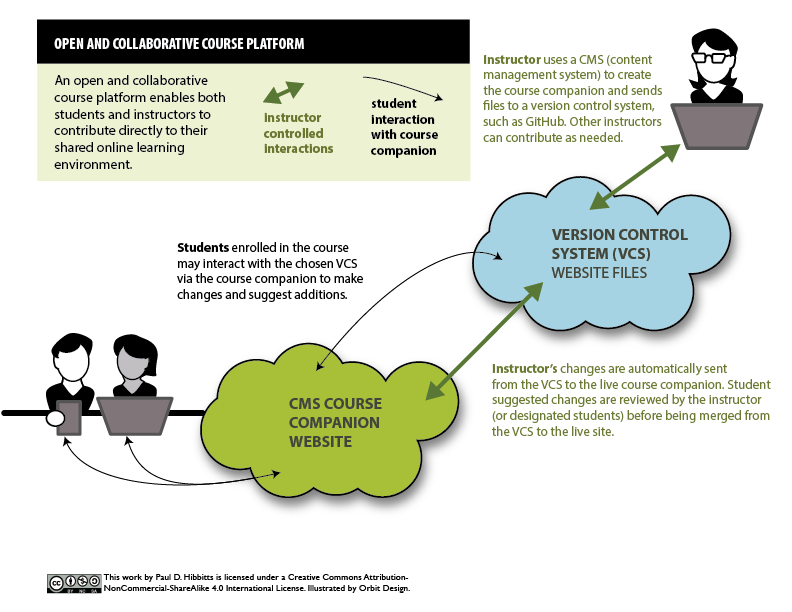 OPEN AND COLLABORATIVE COURSE PLATFORM
An open and collaborative
course platform enables both
students and instructors to
contribute directly to their
shared online learning
environment.
instructor
controlled
interactions
student
interaction
with course
companion
Instructor uses a CMS (content
management system) to create
the course companion and sends
files to a version control system,
such as GitHub. Other instructors
can contribute as needed.
VERSION CONTROL
SYSTEM (VCS)
WEBSITE FILES
Students enrolled in the course
may interact with the chosen VCS
via the course companion to make
changes and suggest additions.
Instructor's changes are automatically sent
from the VCS to the live course companion. Student
suggested changes are reviewed by the instructor
(or designated students) before being merged from
the VCS to the live site.
CMS COURSE
COMPANION
WEBSITE
cc
BY NC SA
This work by Paul D. Hibbitts is licensed under a Creative Commons Attribution-
NonCommercial-ShareAlike 4.0 International License. Illustrated by Orbit Design.